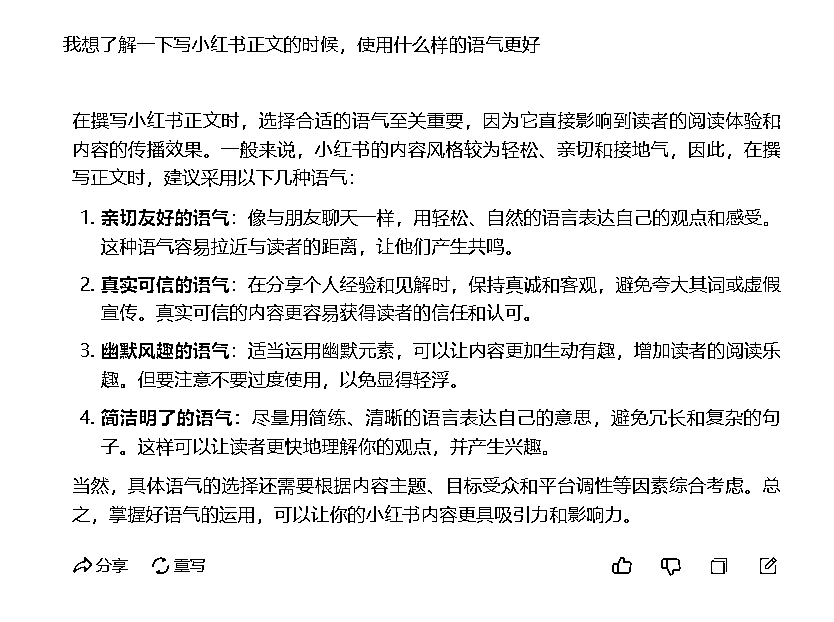 我想了解一下写小红书正文的时候，使用什么样的语气更好
在撰写小红书正文时，选择合适的语气至关重要，因为它直接影响到读者的阅读体验和
内容的传播效果。一般来说，小红书的内容风格较为轻松、亲切和接地气，因此，在撰
写正文时，建议采用以下几种语气：
1. 亲切友好的语气：像与朋友聊天一样，用轻松、自然的语言表达自己的观点和感受。
这种语气容易拉近与读者的距离，让他们产生共鸣。
2. 真实可信的语气：在分享个人经验和见解时，保持真诚和客观，避免夸大其词或虚假
宣传。真实可信的内容更容易获得读者的信任和认可。
3. 幽默风趣的语气：适当运用幽默元素，可以让内容更加生动有趣，增加读者的阅读乐
趣。但要注意不要过度使用，以免显得轻浮。
4. 简洁明了的语气：尽量用简练、清晰的语言表达自己的意思，避免冗长和复杂的句
子。这样可以让读者更快地理解你的观点，并产生兴趣。
当然，具体语气的选择还需要根据内容主题、目标受众和平台调性等因素综合考虑。总
之，掌握好语气的运用，可以让你的小红书内容更具吸引力和影响力。
分享 重写